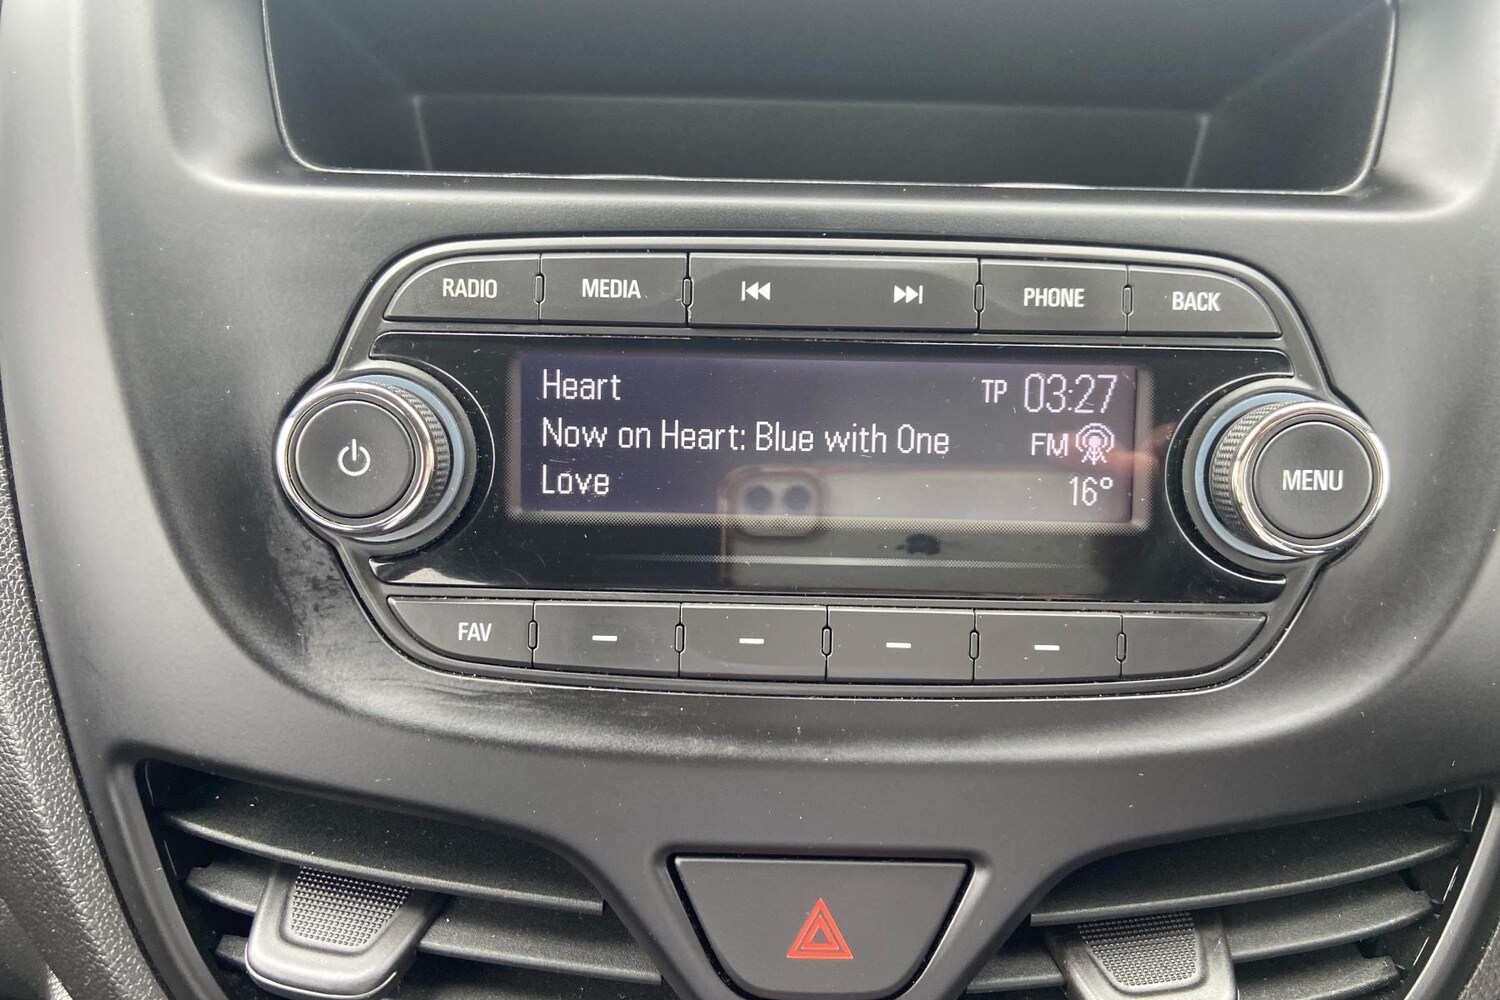 RADIO MEDIA PHONE BACK
Heart TP 03:27
Now on Heart: Blue with One FM
Love 16°
MENU
FAV